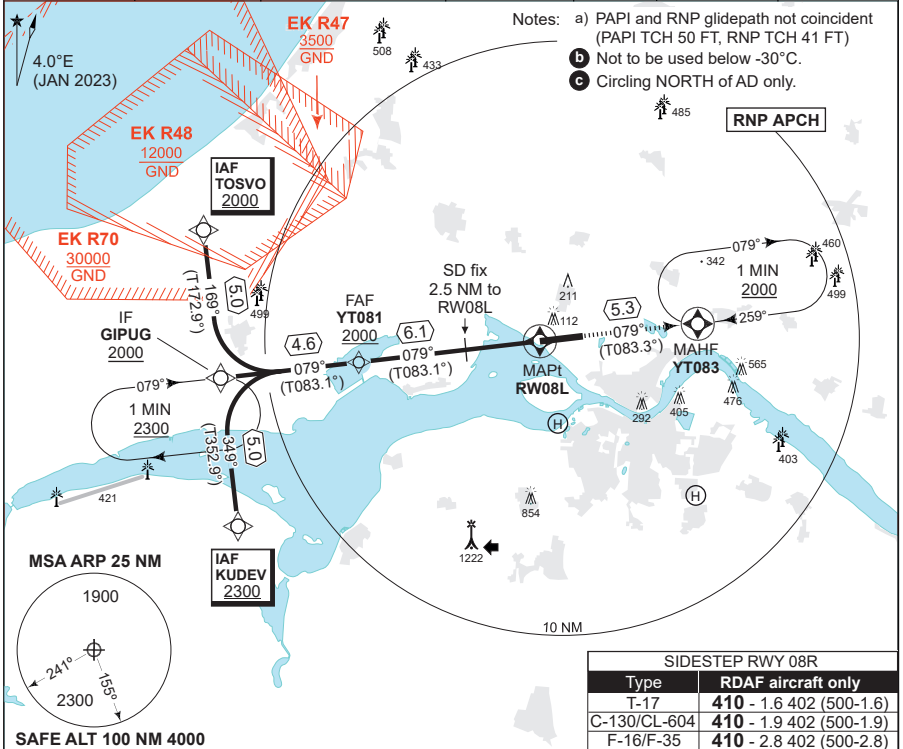 4.0°E
(JAN 2023)
EK R47
3500
GND
508
433
Notes: a) PAPI and RNP glidepath not coincident
(PAPI TCH 50 FT, RNP TCH 41 FT)
b Not to be used below -30°C.
c Circling NORTH of AD only.
485
RNP APCH
EK R48
12000
GND
IAF
TOSVO
2000
EK R70
30000
GND
169°
(T172.9°)
5.0
499
IF
GIPUG
2000
FAF
YT081
2000
SD fix
2.5 NM to
RW08L
211
112
079°
342
1 MIN
2000
460
499
259°
4.6
079°
(T083.1°)
6.1
079°
(T083.1°)
5.3
079°
(T083.3°)
MAPt
RW08L
MAHF
YT083
565
476
405
292
403
079°
1 MIN
2300
349°
(T352.9°)
5.0
421
H
H
854
1222
IAF
KUDEV
2300
MSA ARP 25 NM
1900
241°
155°
2300
SAFE ALT 100 NM 4000
10 NM
SIDESTEP RWY 08R
Type RDAF aircraft only
T-17 410 - 1.6 402 (500-1.6)
C-130/CL-604 410 - 1.9 402 (500-1.9)
F-16/F-35 410 - 2.8 402 (500-2.8)